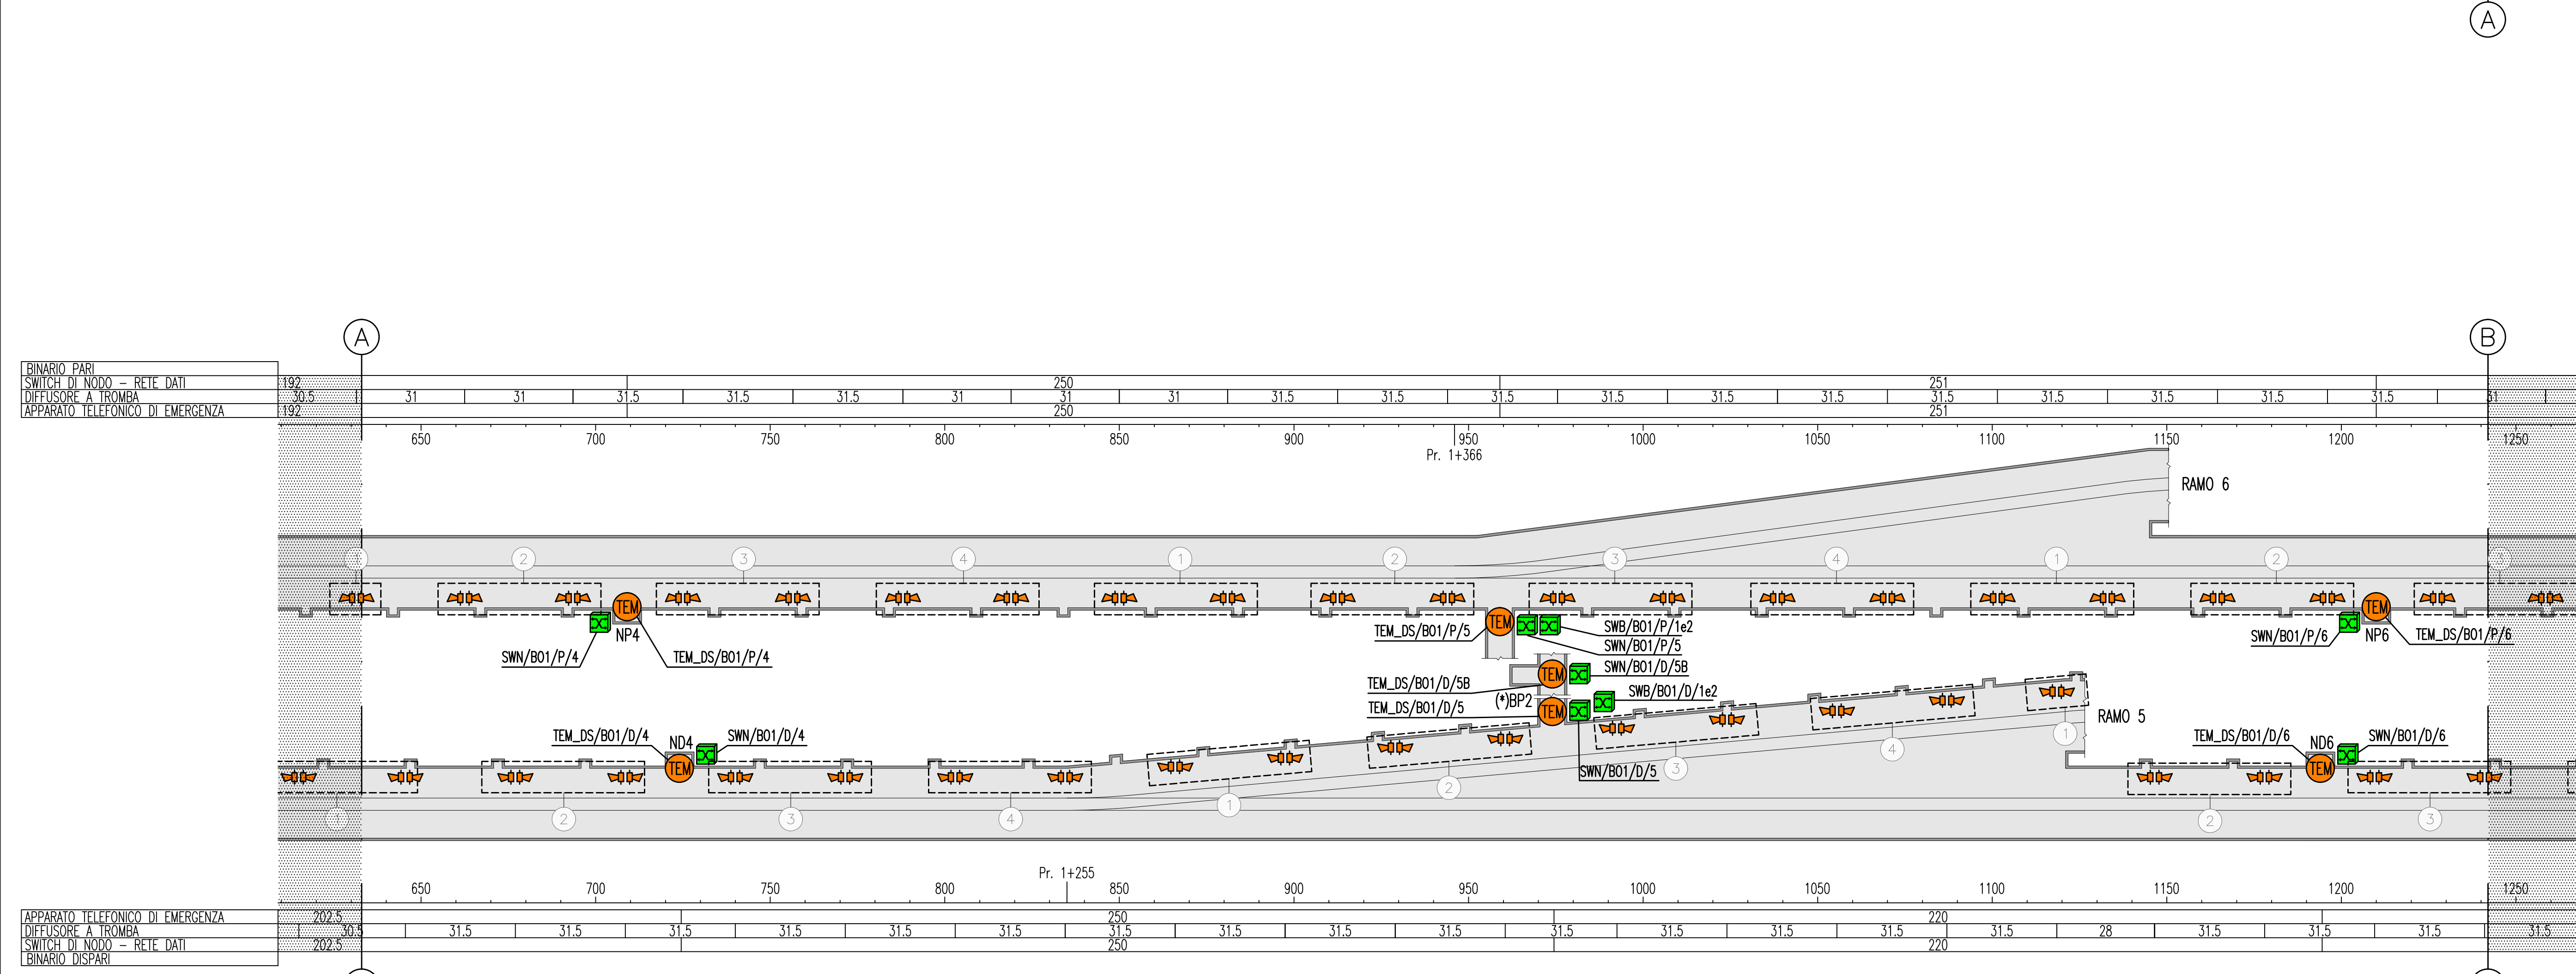 A
A
B
BINARIO PARI
SWITCH DI NODO – RETE DATI 192 250 251
DIFFUSORE A TROMBA 30.5 31 31 31.5 31.5 31.5 31 31 31 31.5 31.5 31.5 31.5 31.5 31.5 31.5 31.5 31.5 31.5 31.5 31
APPARATO TELEFONICO DI EMERGENZA 192 250 251
650 700 750 800 850 900 950 1000 1050 1100 1150 1200 1250
Pr. 1+366
RAMO 6
1 2 3 4 1 2 3 4 1 2 3
TEM TEM TEM
NP4
SWN/B01/P/4
TEM_DS/B01/P/4
TEM_DS/B01/P/5
SWB/B01/P/1e2
SWN/B01/P/5
SWN/B01/P/6
NP6
TEM_DS/B01/P/6
TEM
SWN/B01/D/5B
TEM_DS/B01/D/5B
(*)BP2
SWB/B01/D/1e2
TEM_DS/B01/D/5
TEM
SWN/B01/D/5
RAMO 5
TEM_DS/B01/D/4
ND4
SWN/B01/D/4
TEM
TEM_DS/B01/D/6
ND6
SWN/B01/D/6
TEM
1 2 3 4 1 2 3 4 1 2 3
Pr. 1+255
650 700 750 800 850 900 950 1000 1050 1100 1150 1200 1250
APPARATO TELEFONICO DI EMERGENZA 202.5 250 220
DIFFUSORE A TROMBA 30.5 31.5 31.5 31.5 31.5 31.5 31.5 31.5 31.5 31.5 31.5 31.5 31.5 31.5 31.5 31.5 28 31.5 31.5 31.5 31.5
SWITCH DI NODO – RETE DATI 202.5 250 220
BINARIO DISPARI